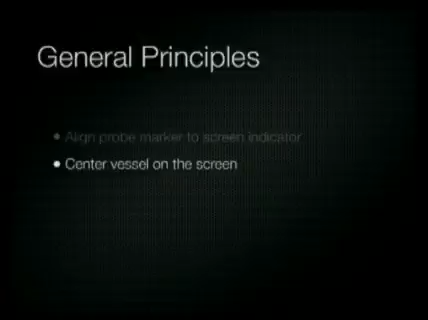 General Principles
• Align probe marker to screen indicator
• Center vessel on the screen